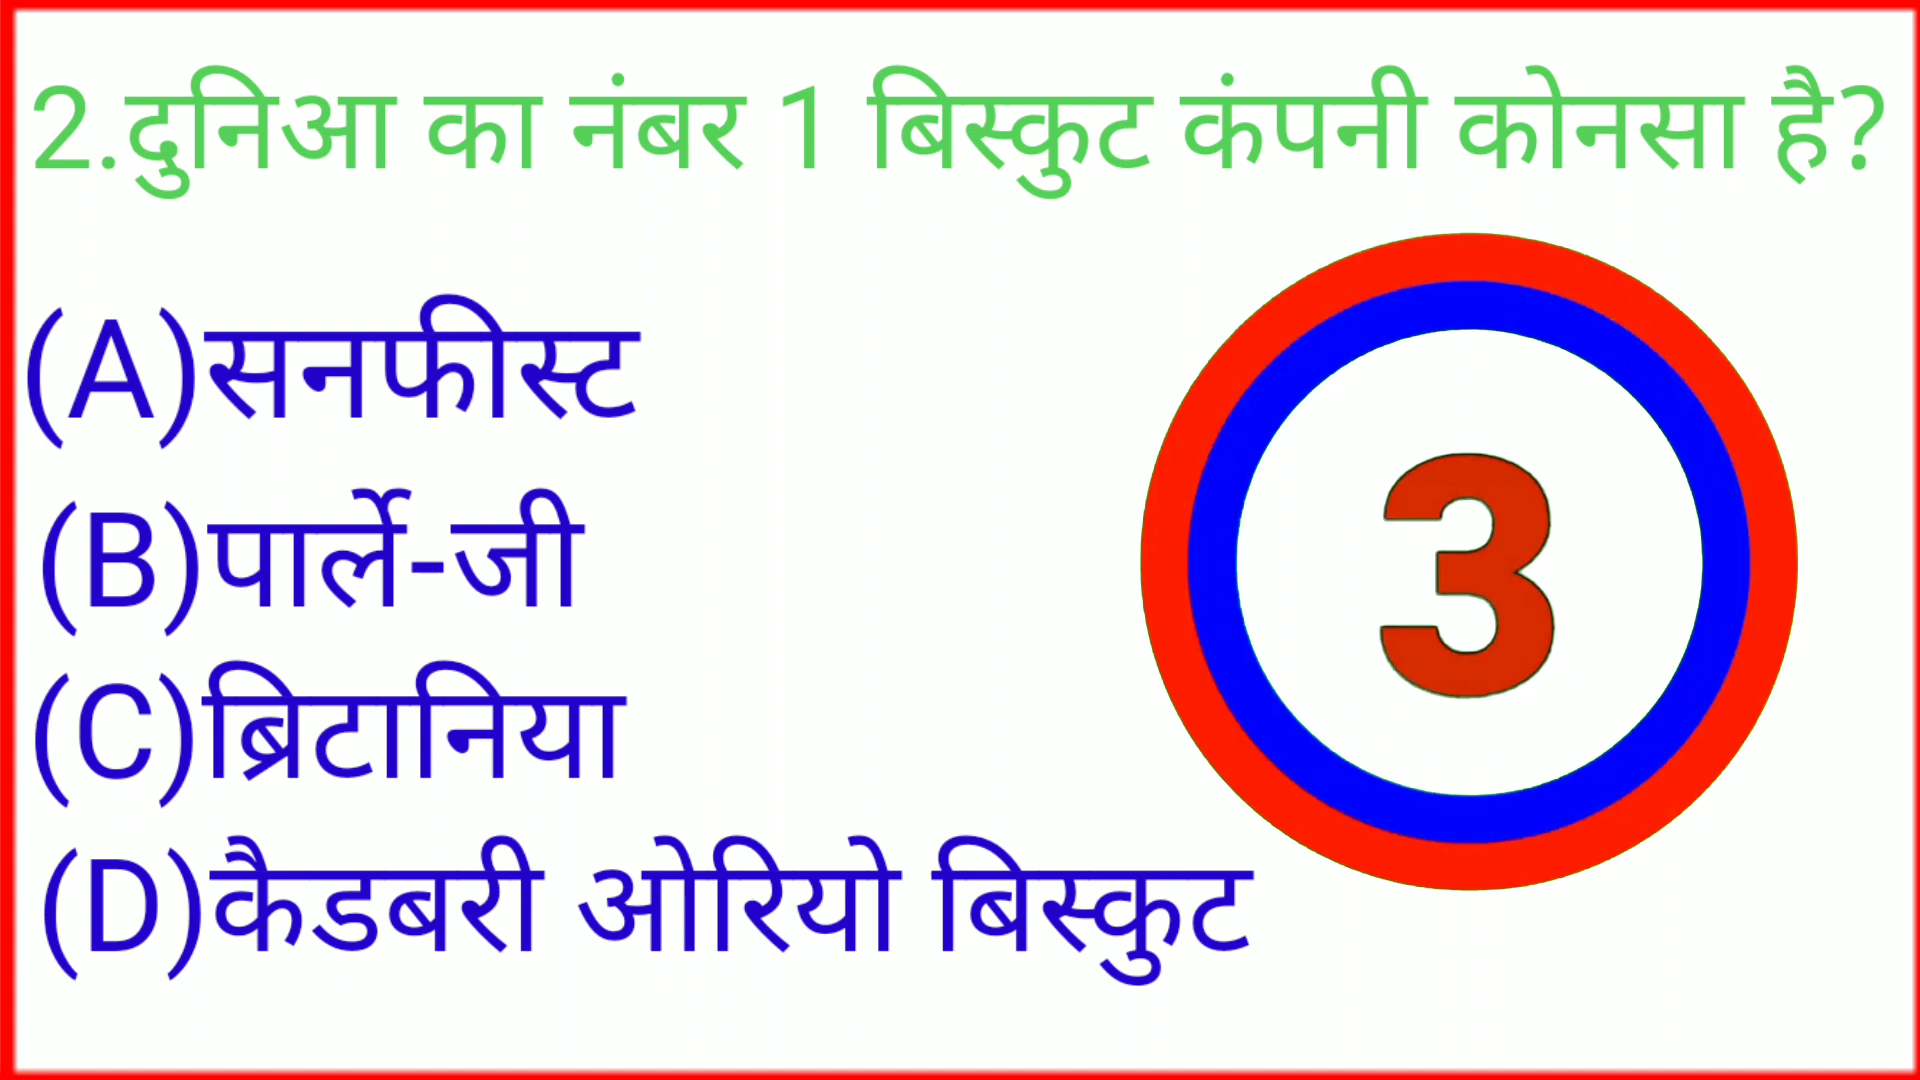 2.दुनिआ का नंबर 1 बिस्कुट कंपनी कोनसा है?
(A)सनफीस्ट
3
(B)पार्ले-जी
(C)ब्रिटानिया
(D)कैडबरी ओरियो बिस्कुट